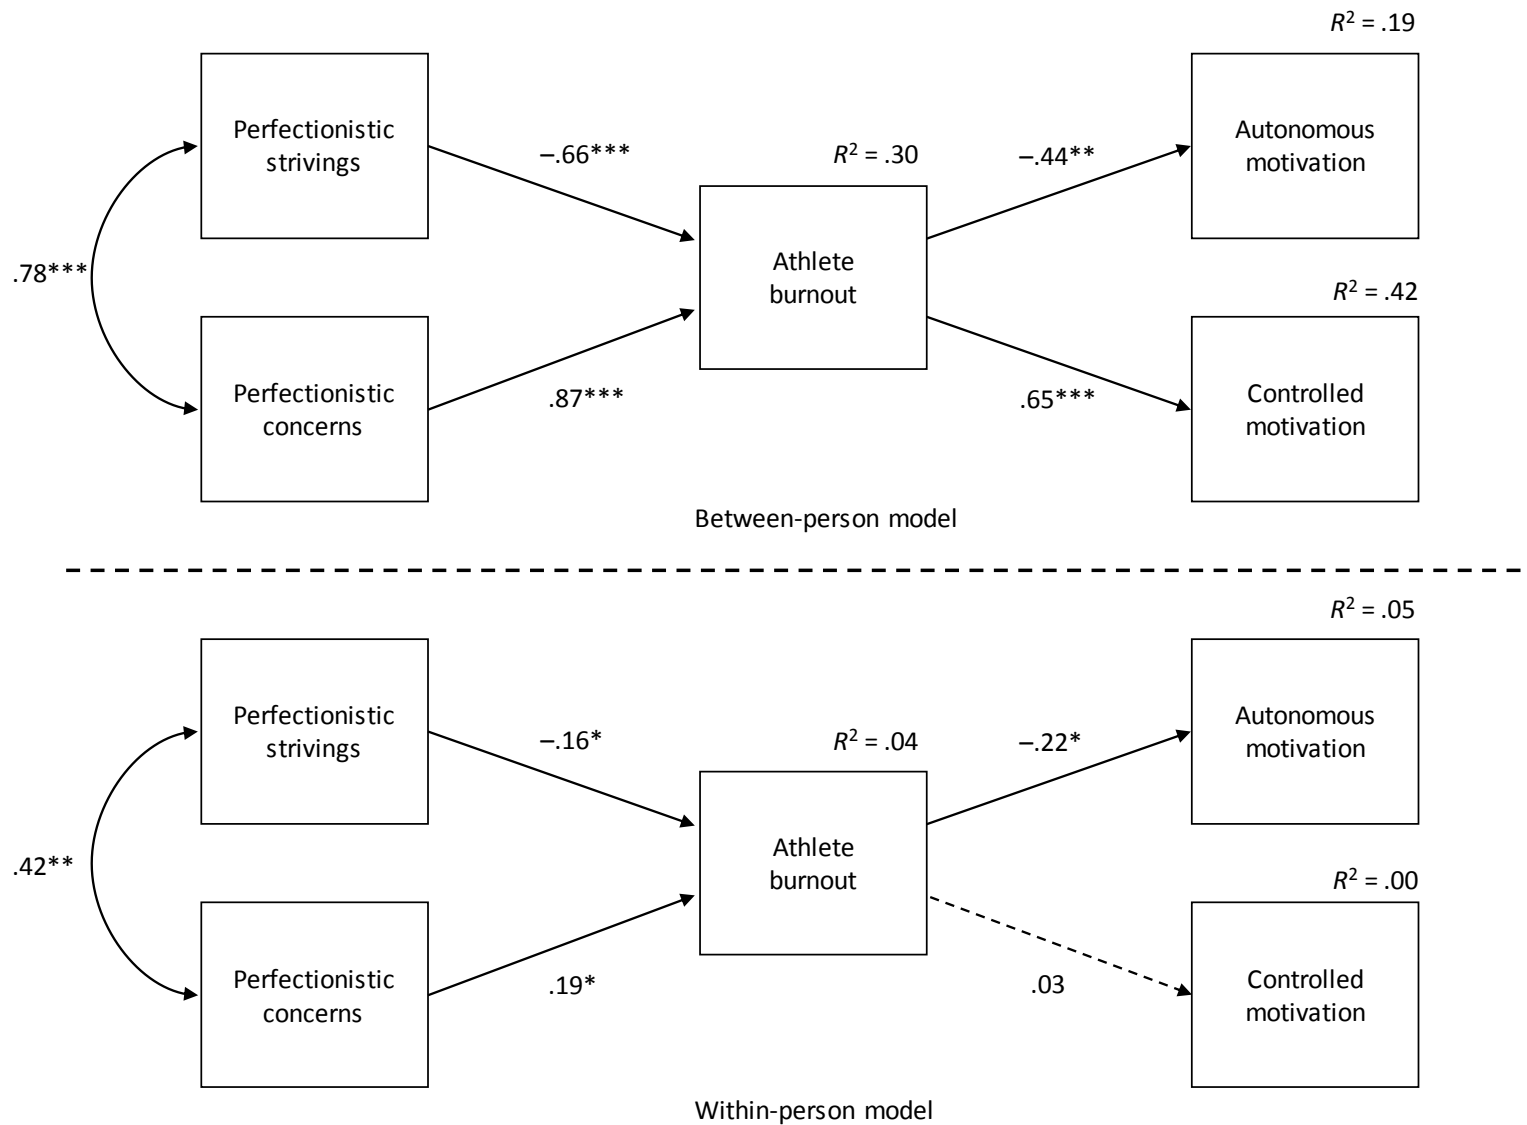 R² = .19
Perfectionistic
strivings
–.66***
R² = .30
–.44**
Autonomous
motivation
.78***
Athlete
burnout
R² = .42
Perfectionistic
concerns
.87***
.65***
Controlled
motivation
Between-person model
R² = .05
Perfectionistic
strivings
–.16*
R² = .04
–.22*
Autonomous
motivation
.42**
Athlete
burnout
R² = .00
Perfectionistic
concerns
.19*
.03
Controlled
motivation
Within-person model